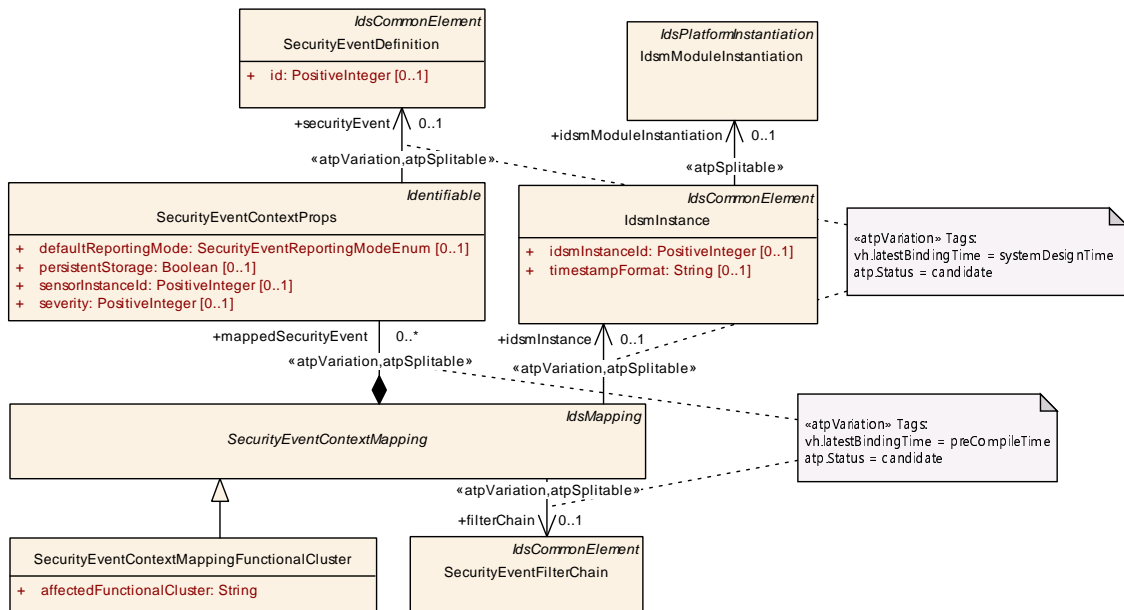 IdsCommonElement
SecurityEventDefinition
+ id: PositiveInteger [0..1]
IdsPlatformInstantiation
IdsmModuleInstantiation
+securityEvent 0..1
+idsmModuleInstantiation 0..1
«atpVariation,atpSplitable»
«atpSplitable»
Identifiable
SecurityEventContextProps
+ defaultReportingMode: SecurityEventReportingModeEnum [0..1]
+ persistentStorage: Boolean [0..1]
+ sensorInstanceId: PositiveInteger [0..1]
+ severity: PositiveInteger [0..1]
IdsCommonElement
IdsmInstance
+ idsmInstanceId: PositiveInteger [0..1]
+ timestampFormat: String [0..1]
«atpVariation» Tags:
vh.latestBindingTime = systemDesignTime
atp.Status = candidate
+mappedSecurityEvent 0..*
«atpVariation,atpSplitable»
+idsmInstance 0..1
«atpVariation,atpSplitable»
IdsMapping
SecurityEventContextMapping
«atpVariation» Tags:
vh.latestBindingTime = preCompileTime
atp.Status = candidate
«atpVariation,atpSplitable»
+filterChain 0..1
SecurityEventContextMappingFunctionalCluster
+ affectedFunctionalCluster: String
IdsCommonElement
SecurityEventFilterChain